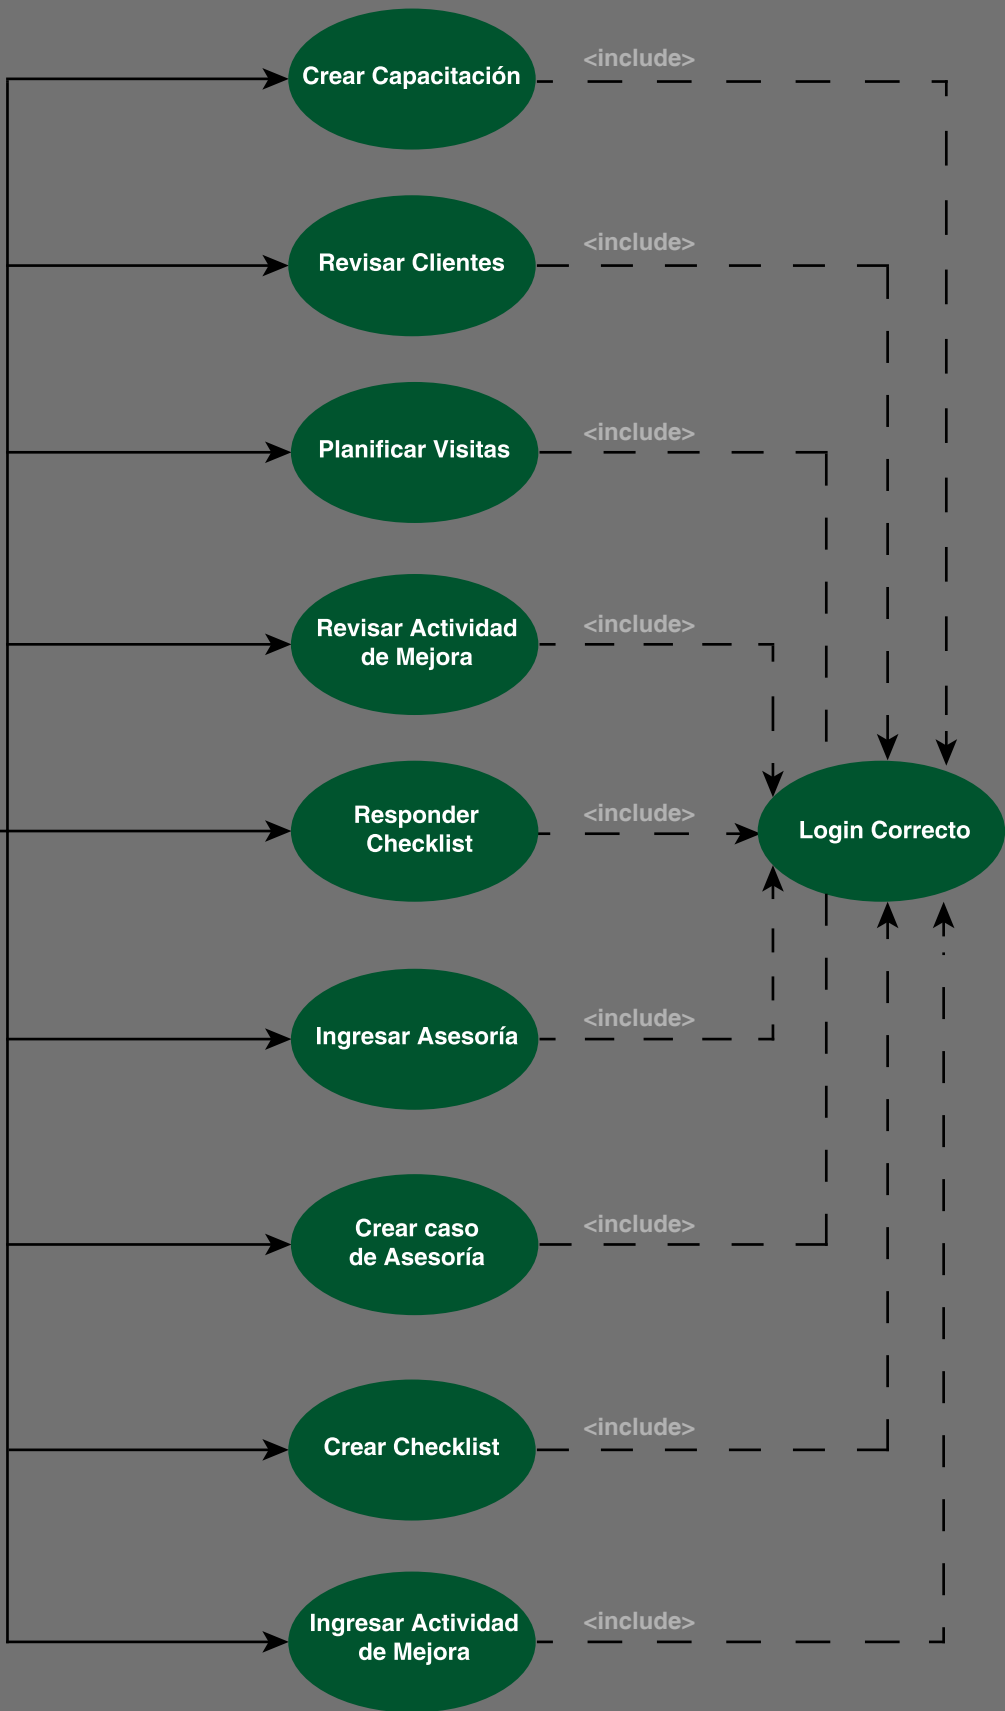 Crear Capacitación
<include>
Revisar Clientes
<include>
Planificar Visitas
<include>
Revisar Actividad
de Mejora
<include>
Responder
Checklist
<include>
Login Correcto
Ingresar Asesoría
<include>
Crear caso
de Asesoría
<include>
Crear Checklist
<include>
Ingresar Actividad
de Mejora
<include>